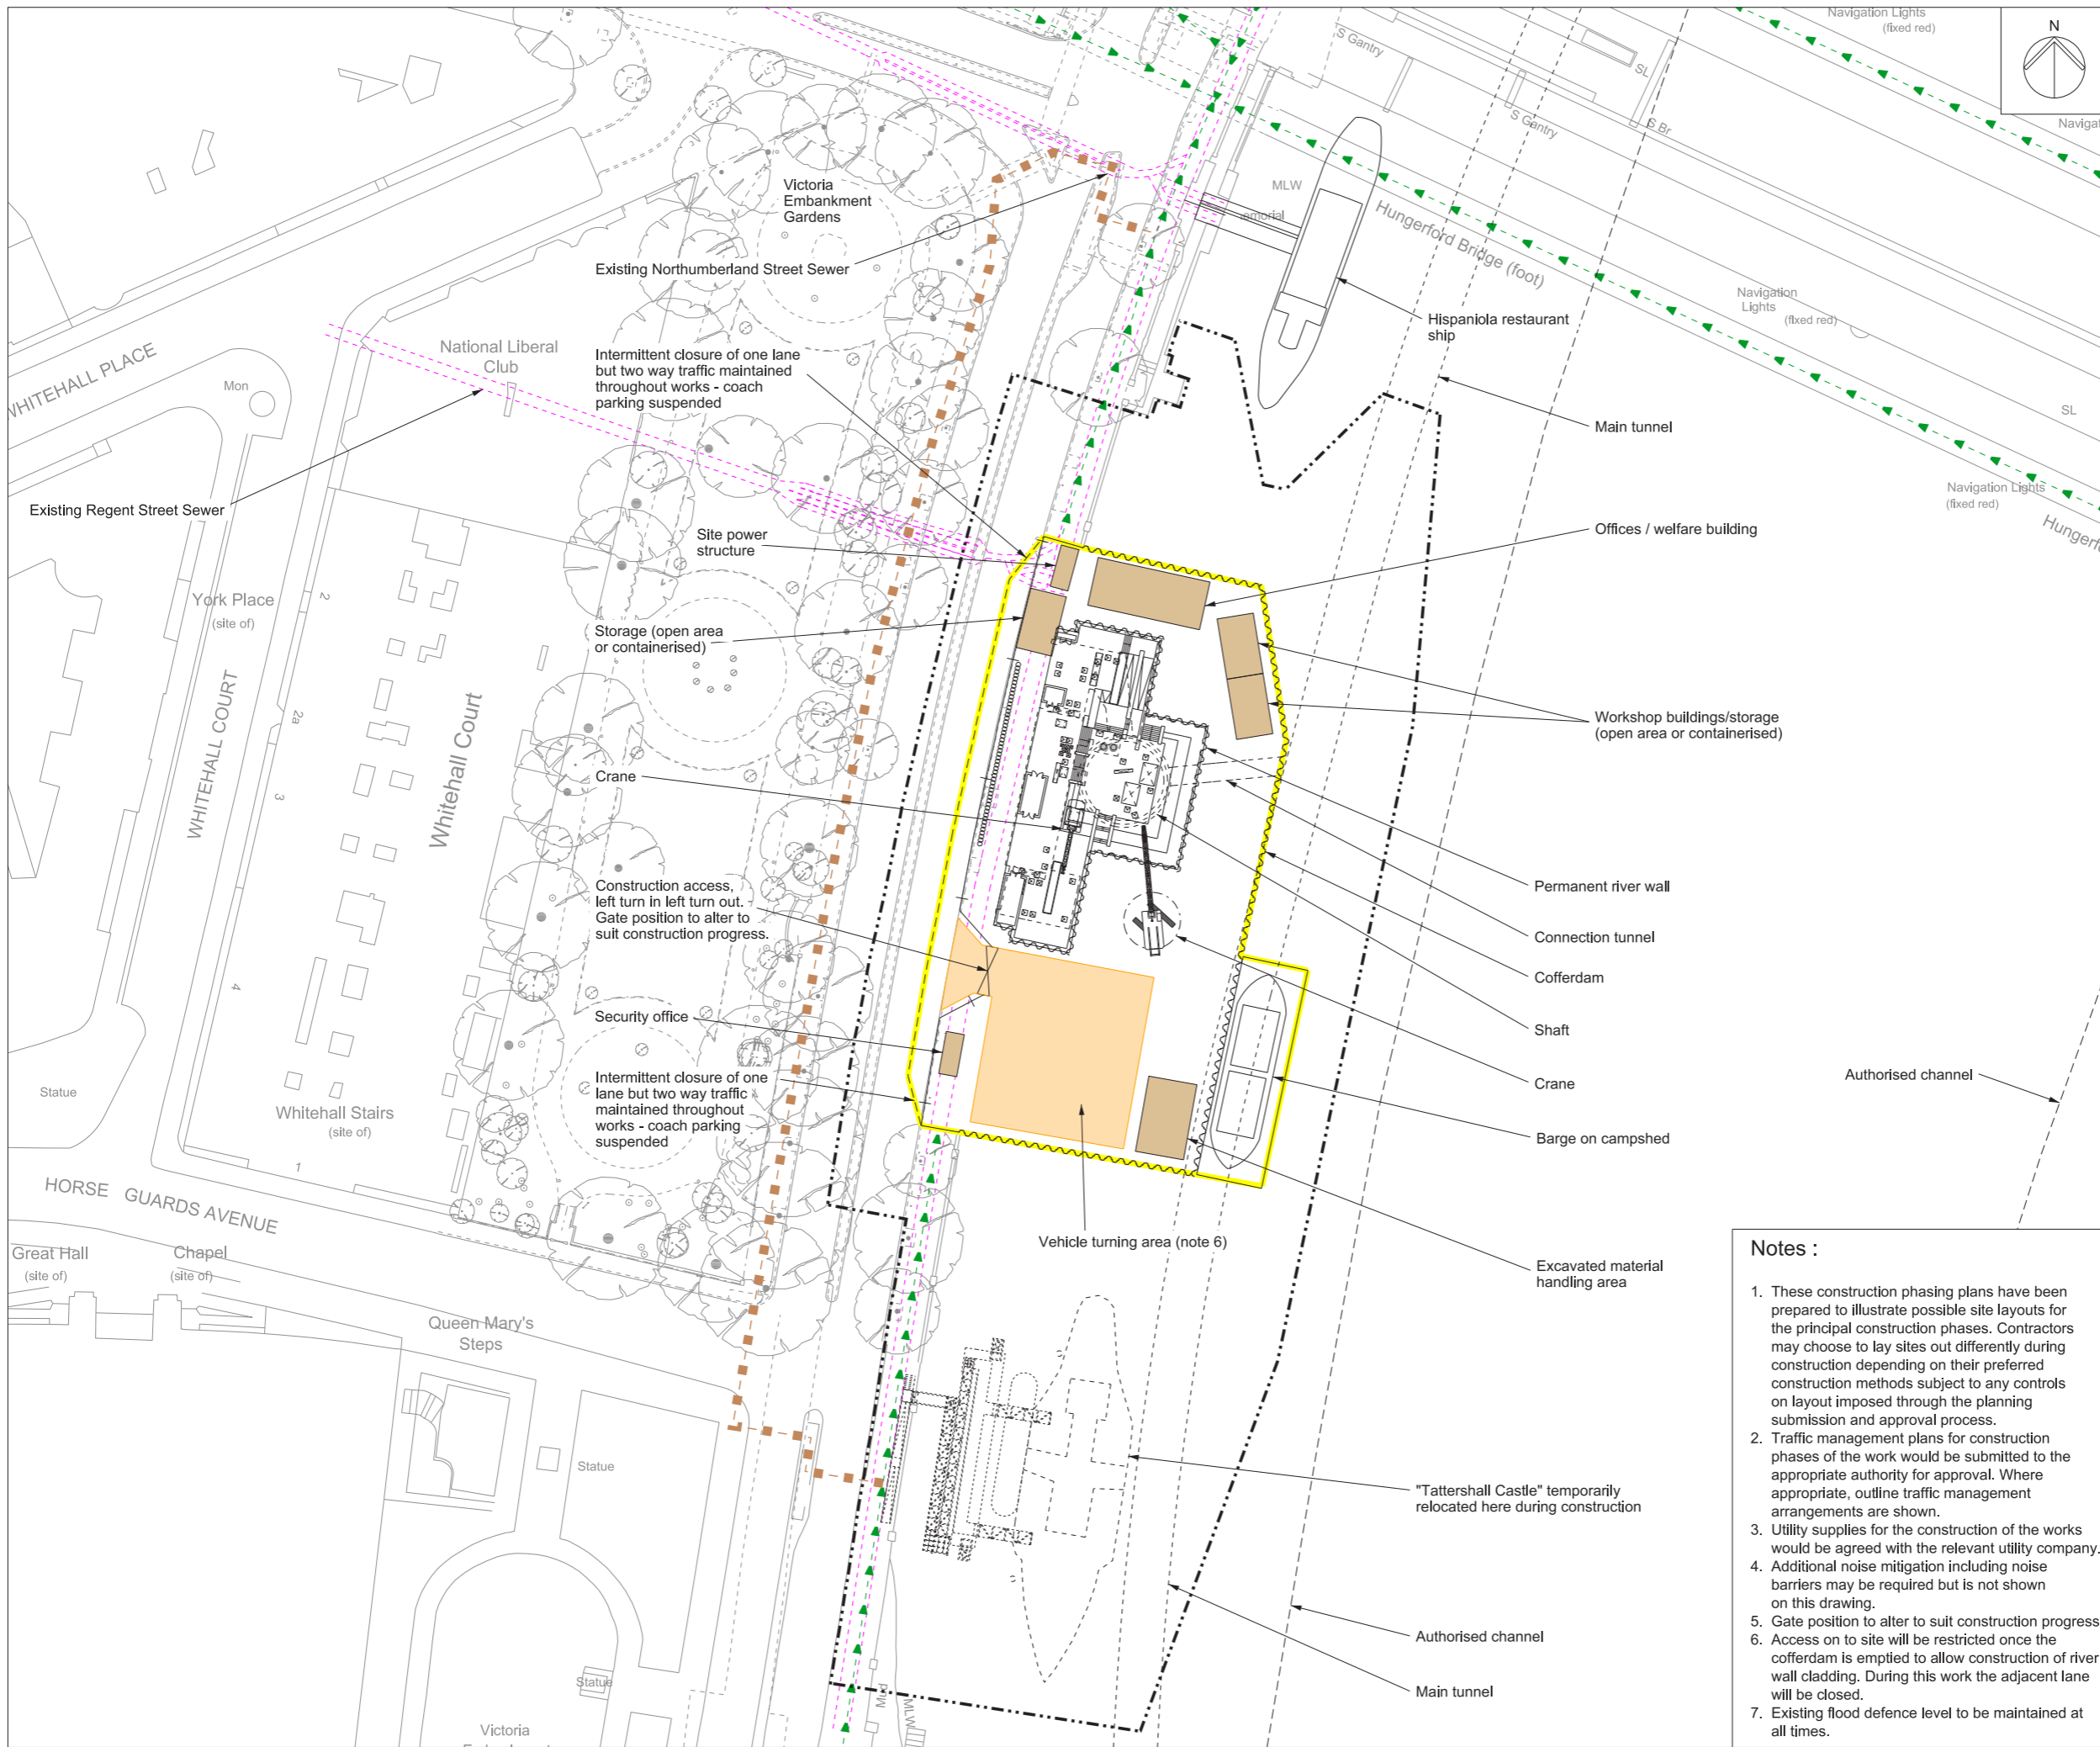 Navigation Lights
(fixed red)
N
S Gantry
SL
S Gantry
S Br
Victoria
Embankment
Gardens
MLW
Hungerford Bridge (foot)
Existing Northumberland Street Sewer
Navigation
Lights
(fixed red)
Hispaniola restaurant
ship
National Liberal
Club
WHITEHALL PLACE
Mon
Intermittent closure of one lane
but two way traffic maintained
throughout works - coach
parking suspended
SL
Main tunnel
Navigation Lights
(fixed red)
Existing Regent Street Sewer
Site power
structure
Offices / welfare building
York Place
(site of)
2
Storage (open area
or containerised)
WHITEHALL COURT
2a
Whitehall Court
Workshop buildings/storage
(open area or containerised)
Crane
3
Construction access,
left turn in left turn out.
Gate position to alter to
suit construction progress.
Permanent river wall
Connection tunnel
Cofferdam
4
Security office
Shaft
Crane
Authorised channel
Statue
Intermittent closure of one
lane but two way traffic
maintained throughout
works - coach parking
suspended
Whitehall Stairs
(site of)
Barge on campshed
1
HORSE GUARDS AVENUE
Great Hall
(site of)
Chapel
(site of)
Vehicle turning area (note 6)
Excavated material
handling area
Queen Mary's
Steps
Statue
"Tattershall Castle" temporarily
relocated here during construction
Authorised channel
Statue
Main tunnel
Mud
MLW
Victoria
Notes :
1. These construction phasing plans have been
prepared to illustrate possible site layouts for
the principal construction phases. Contractors
may choose to lay sites out differently during
construction depending on their preferred
construction methods subject to any controls
on layout imposed through the planning
submission and approval process.
2. Traffic management plans for construction
phases of the work would be submitted to the
appropriate authority for approval. Where
appropriate, outline traffic management
arrangements are shown.
3. Utility supplies for the construction of the works
would be agreed with the relevant utility company.
4. Additional noise mitigation including noise
barriers may be required but is not shown
on this drawing.
5. Gate position to alter to suit construction progress
6. Access on to site will be restricted once the
cofferdam is emptied to allow construction of river
wall cladding. During this work the adjacent lane
will be closed.
7. Existing flood defence level to be maintained at
all times.